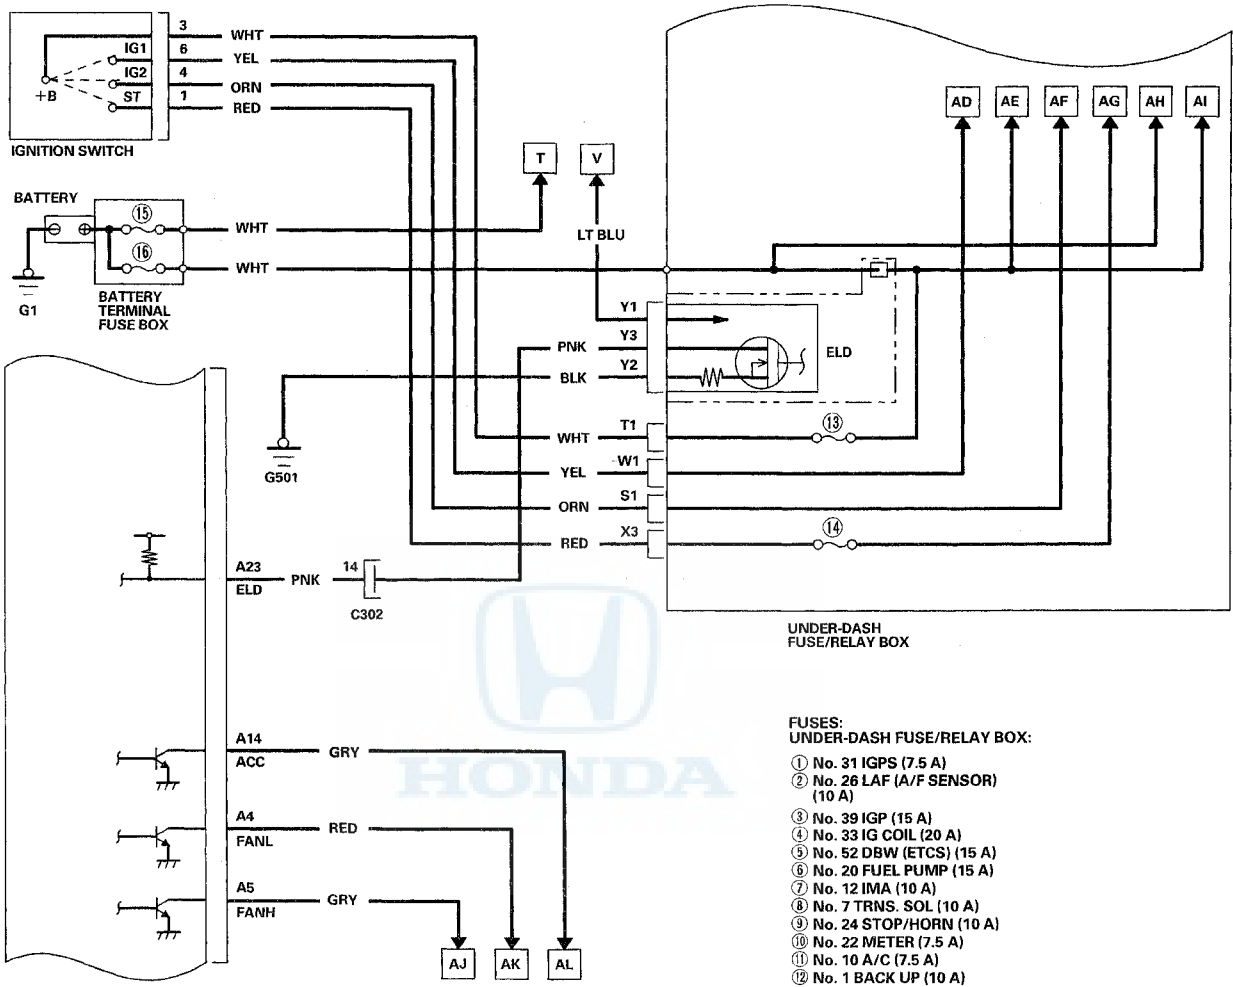 3
WHT
IG1
6
YEL
IG2
4
ORN
+B
ST
1
RED
IGNITION SWITCH
AD
AE
AF
AG
AH
AI
T
V
BATTERY
15
WHT
LT BLU
16
WHT
G1
BATTERY
TERMINAL
FUSE BOX
Y1
PNK
Y3
ELD
BLK
Y2
G501
WHT
T1
13
YEL
W1
ORN
S1
RED
X3
14
A23
ELD
PNK
14
C302
UNDER-DASH
FUSE/RELAY BOX
HONDA
A14
ACC
GRY
A4
FANL
RED
A5
FANH
GRY
AJ
AK
AL
FUSES:
UNDER-DASH FUSE/RELAY BOX:
① No. 31 IGPS (7.5 A)
② No. 26 LAF (A/F SENSOR)
(10 A)
③ No. 39 IGP (15 A)
④ No. 33 IG COIL (20 A)
⑤ No. 52 DBW (ETCS) (15 A)
⑥ No. 20 FUEL PUMP (15 A)
⑦ No. 12 IMA (10 A)
⑧ No. 7 TRNS. SOL (10 A)
⑨ No. 24 STOP/HORN (10 A)
⑩ No. 22 METER (7.5 A)
⑪ No. 10 A/C (7.5 A)
⑫ No. 1 BACK UP (10 A)